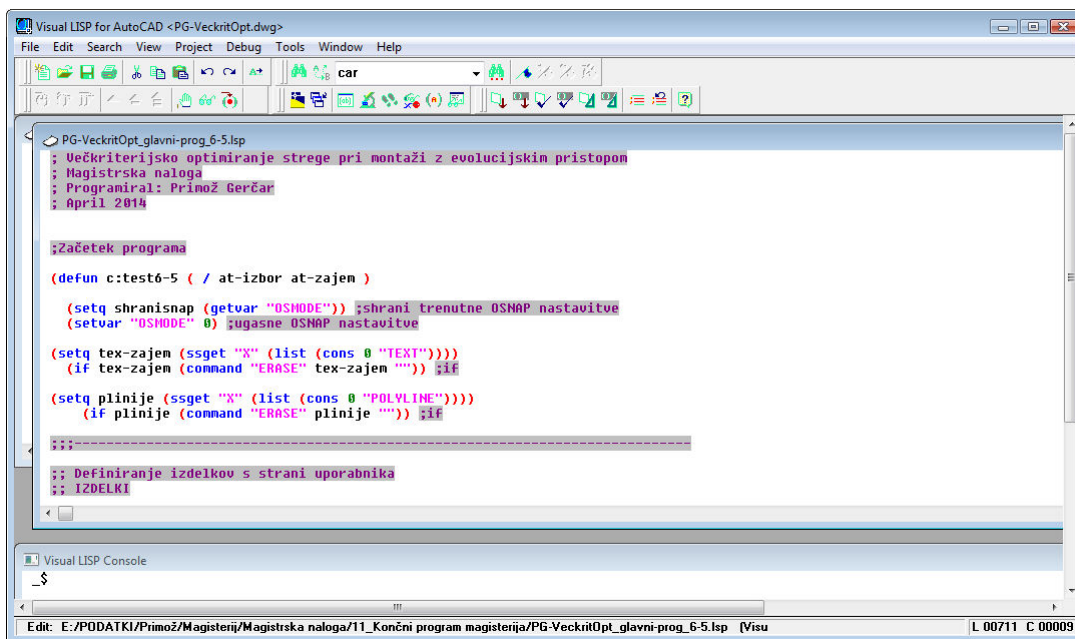 Visual LISP for AutoCAD <PG-VeckritOpt.dwg>
File Edit Search View Project Debug Tools Window Help
car
PG-VeckritOpt_glavni-prog_6-5.lsp
; Večkriterijsko optimiranje strege pri montaži z evolucijskim pristopom
; Magistrska naloga
; Programiral: Primož Gerčar
; April 2014
;Začetek programa
(defun c:test6-5 ( / at-izbor at-zajem )
(setq shranisnap (getvar "OSMODE")) ;shrani trenutne OSNAP nastavitve
(setvar "OSMODE" 0) ;ugasne OSNAP nastavitve
(setq tex-zajem (ssget "X" (list (cons 0 "TEXT"))))
(if tex-zajem (command "ERASE" tex-zajem "")) ;if
(setq plinije (ssget "X" (list (cons 0 "POLYLINE"))))
(if plinije (command "ERASE" plinije "")) ;if
;;;----------------------------------------------------------------------------
;; Definiranje izdelkov s strani uporabnika
;; IZDELKI
Visual LISP Console
_$
Edit: E:/PODATKI/Primož/Magisterij/Magistrska naloga/11_Končni program magisterija/PG-VeckritOpt_glavni-prog_6-5.lsp (Visu L 00711 C 00009